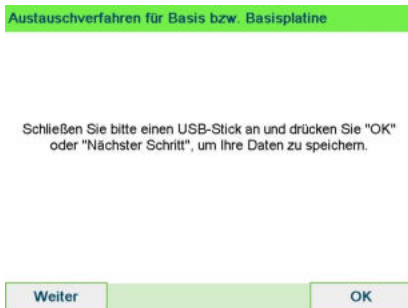 Austauschverfahren für Basis bzw. Basisplatine
Schließen Sie bitte einen USB-Stick an und drücken Sie "OK"
oder "Nächster Schritt", um Ihre Daten zu speichern.
Weiter
OK